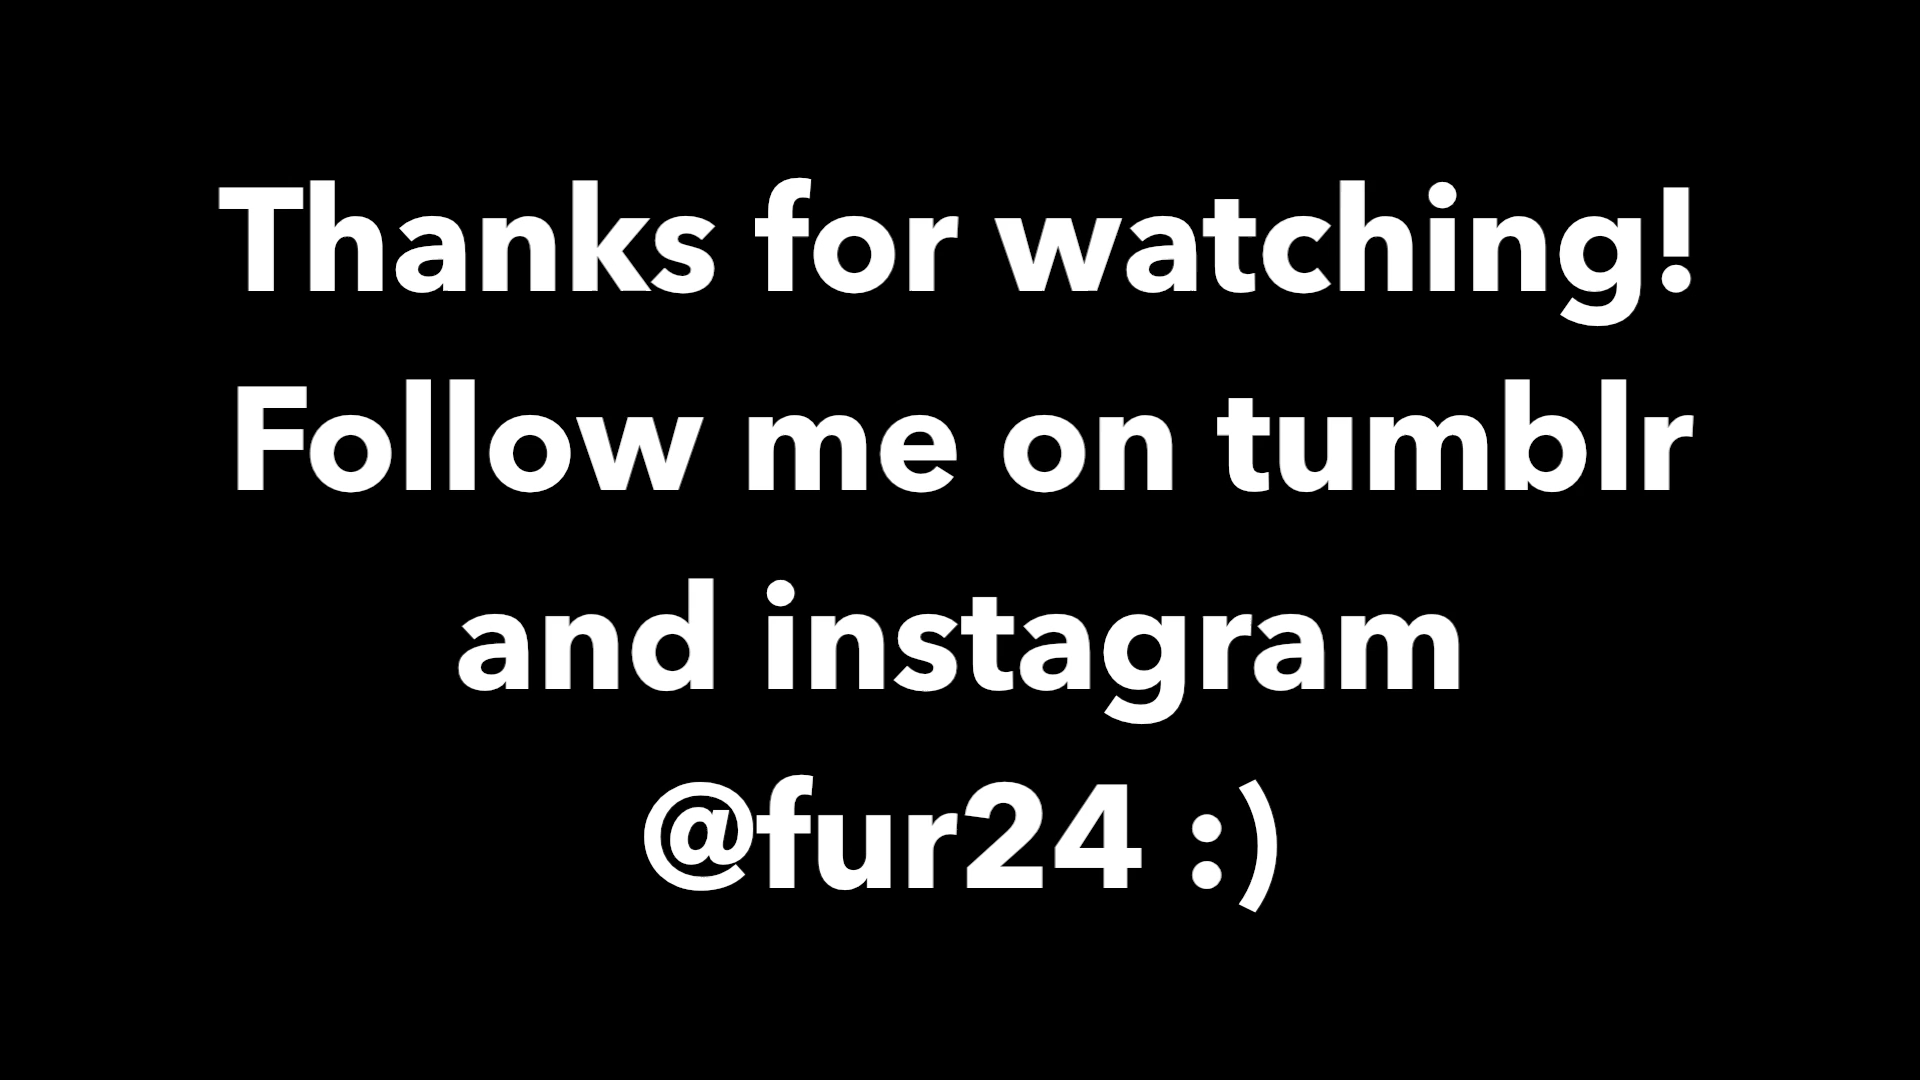 Thanks for watching!
Follow me on tumblr
and instagram
@fur24 :)